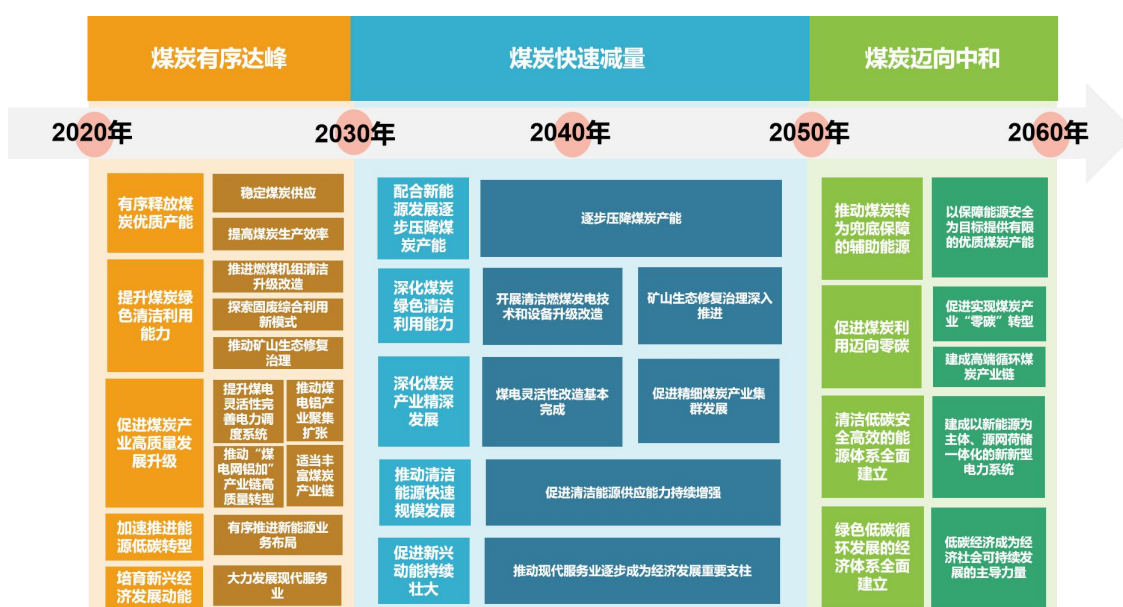 煤炭有序达峰
煤炭快速减量
煤炭迈向中和
2020年
2030年
2040年
2050年
2060年
有序释放煤
炭优质产能
稳定煤炭供应
提高煤炭生产效率
提升煤炭绿
色清洁利用
能力
推进燃煤机组清洁
升级改造
探索固废综合利用
新模式
推动矿山生态修复
治理
促进煤炭产
业高质量发
展升级
提升煤电
灵活性完
善电力调
度系统
推动煤
电铝产
业聚集
扩张
推动“煤
电网铝加”
产业链高
质量转型
适当丰
富煤炭
产业链
加速推进能
源低碳转型
有序推进新能源业
务布局
培育新兴经
济发展动能
大力发展现代服务
业
配合新能
源发展逐
步压降煤
炭产能
逐步压降煤炭产能
深化煤炭
绿色清洁
利用能力
开展清洁燃煤发电技
术和设备升级改造
矿山生态修复治理深入
推进
深化煤炭
产业精深
发展
煤电灵活性改造基本
完成
促进精细煤炭产业集
群发展
推动清洁
能源快速
规模发展
促进清洁能源供应能力持续增强
促进新兴
动能持续
壮大
推动现代服务业逐步成为经济发展重要支柱
推动煤炭转
为兜底保障
的辅助能源
以保障能源安全
为目标提供有限
的优质煤炭产能
促进煤炭利
用迈向零碳
促进实现煤炭产
业“零碳”转型
建成高端循环煤
炭产业链
清洁低碳安
全高效的能
源体系全面
建立
建成以新能源为
主体、源网荷储
一体化的新新型
电力系统
绿色低碳循
环发展的经
济体系全面
建立
低碳经济成为经
济社会可持续发
展的主导力量